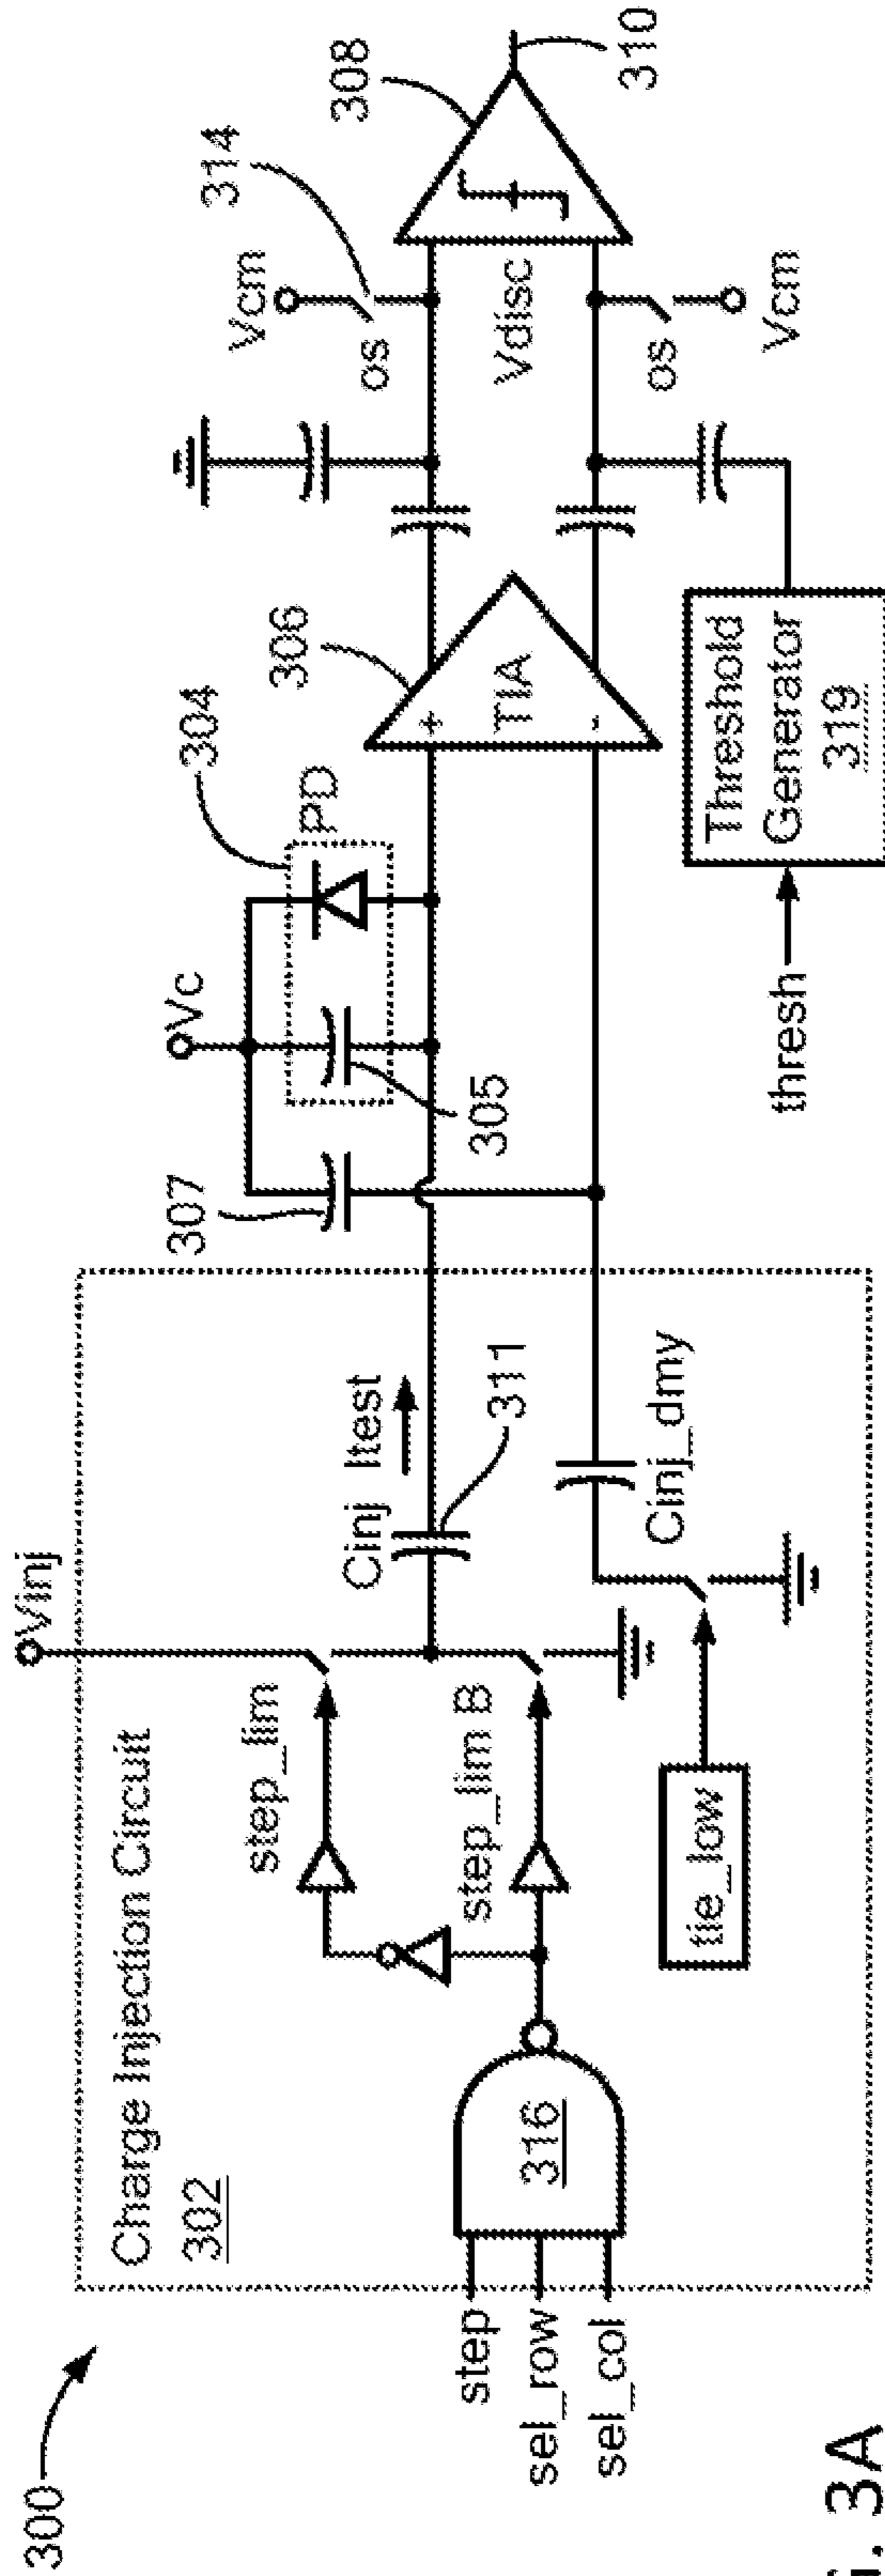 300
Charge Injection Circuit
302
step
sel_row
sel_col
316
step_lim
step_lim B
tie_low
Vinj
Cinj Itest
311
Cinj_dmy
307
305
Vc
304
PD
306
+
TIA
-
thresh
Threshold
Generator
319
Vcm
os
314
Vdisc
os
Vcm
308
310
. 3A